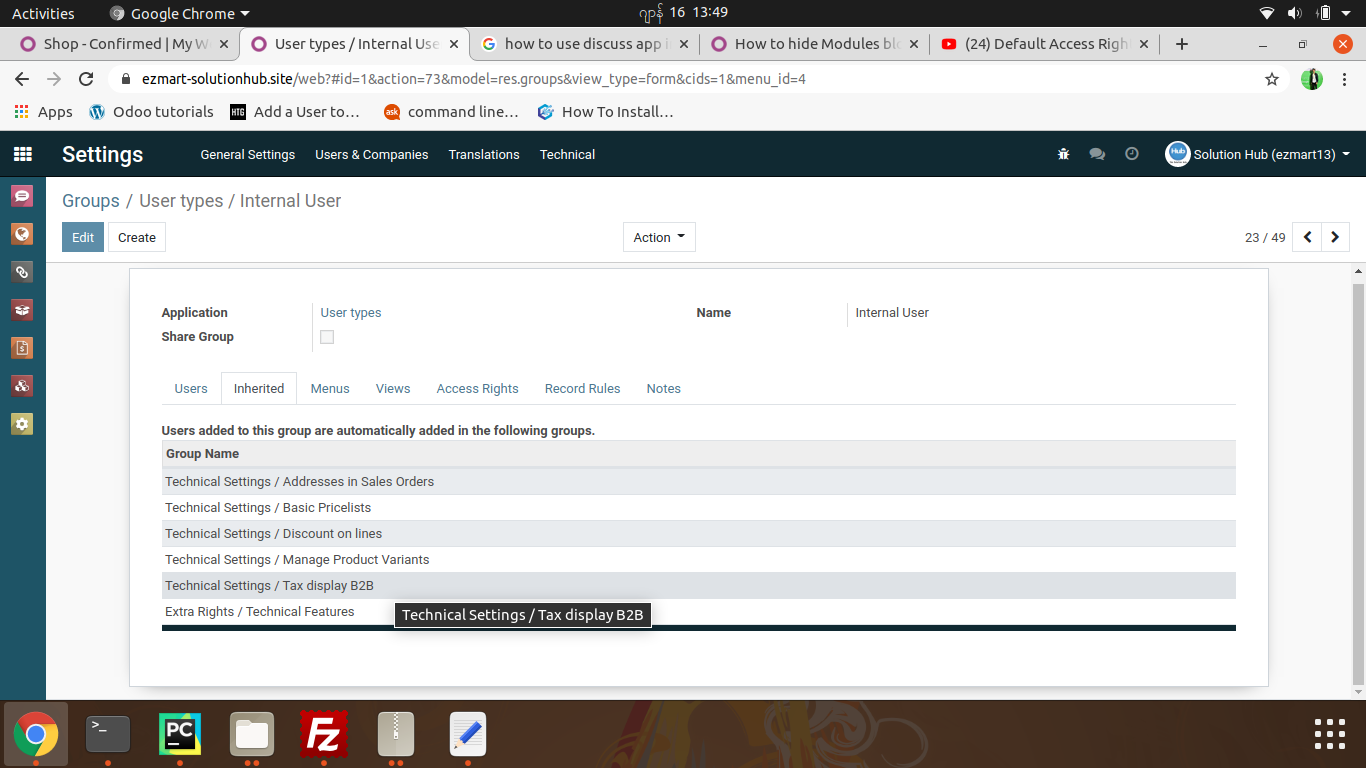 Activities
Google Chrome
ဂျာန် 16 13:49
Shop - Confirmed | My W
User types / Internal Use
how to use discuss app i
How to hide Modules blo
(24) Default Access Righ
ezmart-solutionhub.site/web?#id=1&action=73&model=res.groups&view_type=form&cids=1&menu_id=4
Apps
Odoo tutorials
HTG Add a User to…
ask command line…
How To Install…
Settings
General Settings
Users & Companies
Translations
Technical
Hub
Solution Hub (ezmart13)
Groups / User types / Internal User
Edit
Create
Action
23 / 49
Application
User types
Name
Internal User
Share Group
Users
Inherited
Menus
Views
Access Rights
Record Rules
Notes
Users added to this group are automatically added in the following groups.
Group Name
Technical Settings / Addresses in Sales Orders
Technical Settings / Basic Pricelists
Technical Settings / Discount on lines
Technical Settings / Manage Product Variants
Technical Settings / Tax display B2B
Extra Rights / Technical Features
Technical Settings / Tax display B2B
>_
PC
Fz